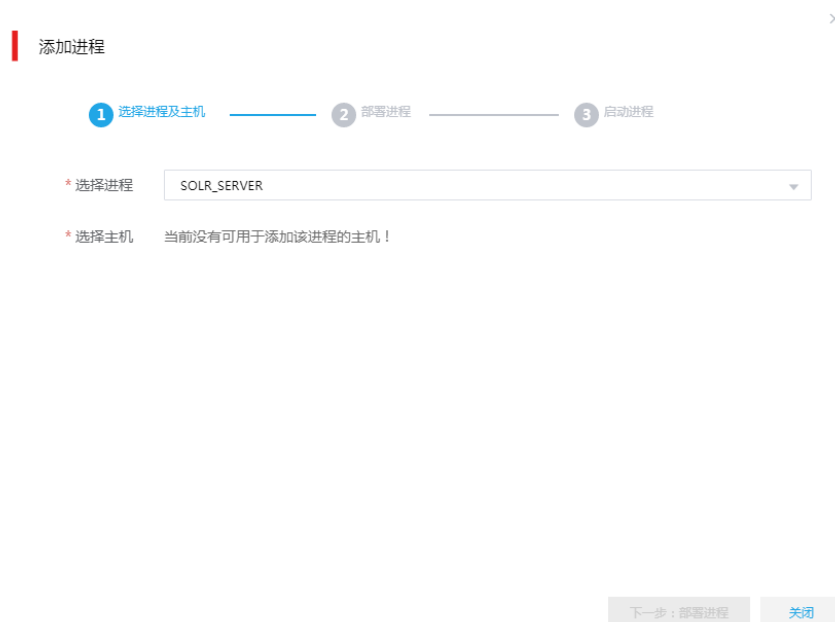 添加进程
1 选择进程及主机 2 部署进程 3 启动进程
* 选择进程 SOLR_SERVER
* 选择主机 当前没有可用于添加该进程的主机！
下一步：部署进程 关闭